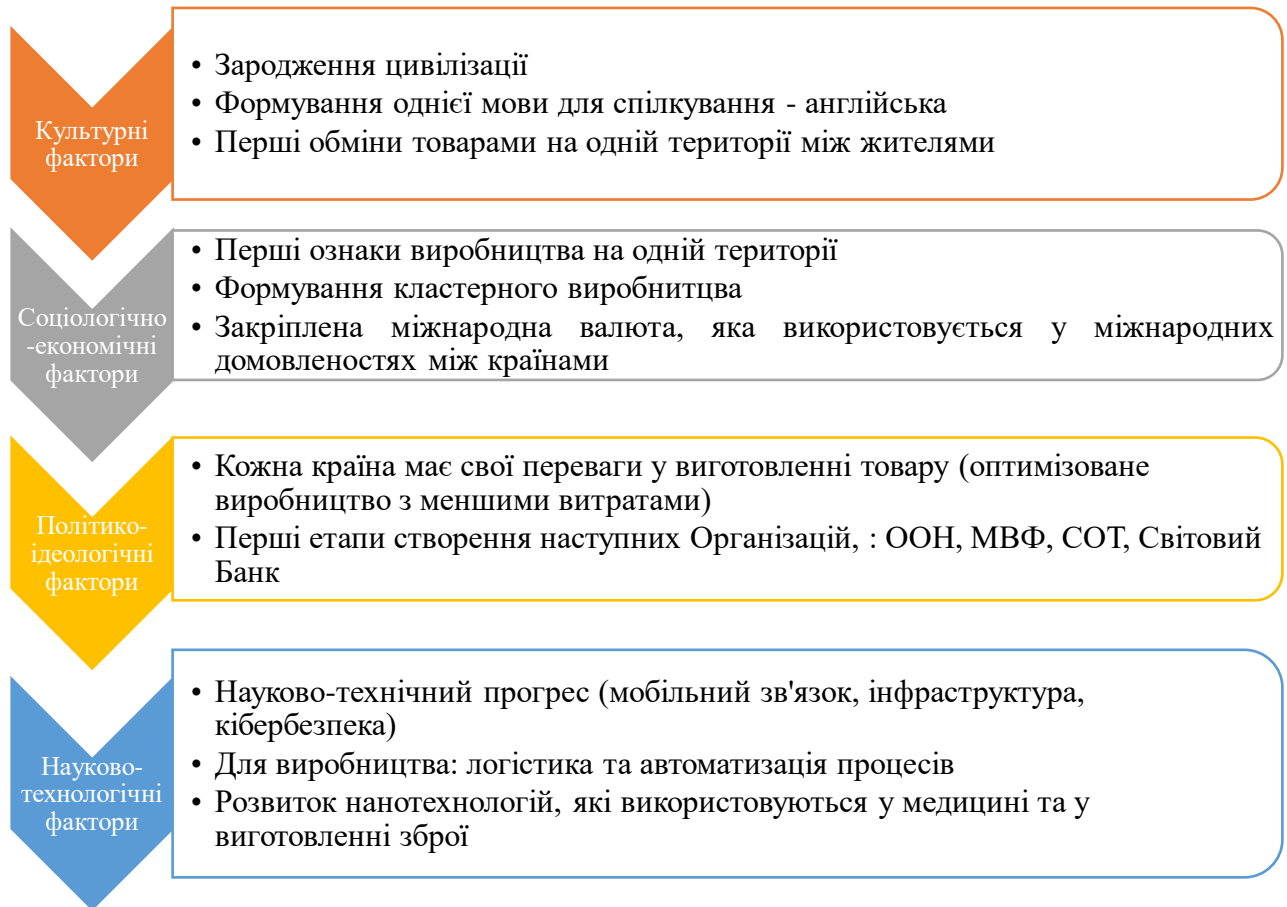 Культурні
фактори
• Зародження цивілізації
• Формування однієї мови для спілкування - англійська
• Перші обміни товарами на одній території між жителями
Соціологічно
-економічні
фактори
• Перші ознаки виробництва на одній території
• Формування кластерного виробнитцва
• Закріплена міжнародна валюта, яка використовується у міжнародних
домовленостях між країнами
Політико-
ідеологічні
фактори
• Кожна країна має свої переваги у виготовленні товару (оптимізоване
виробництво з меншими витратами)
• Перші етапи створення наступних Організацій, : ООН, МВФ, СОТ, Світовий
Банк
Науково-
технологічні
фактори
• Науково-технічний прогрес (мобільний зв'язок, інфраструктура,
кібербезпека)
• Для виробництва: логістика та автоматизація процесів
• Розвиток нанотехнологій, які використовуються у медицині та у
виготовленні зброї